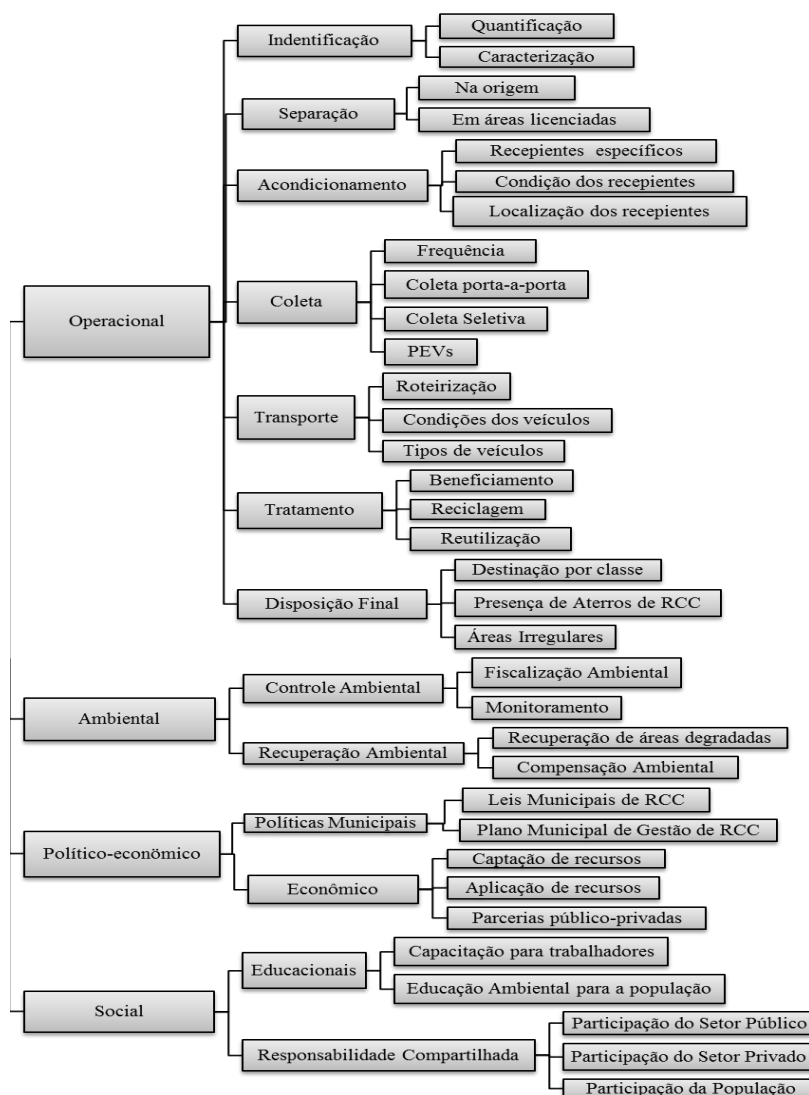 Operacional
Indentificação
Quantificação
Caracterização
Separação
Na origem
Em áreas licenciadas
Acondicionamento
Recepientes específicos
Condição dos recepientes
Localização dos recepientes
Coleta
Frequência
Coleta porta-a-porta
Coleta Seletiva
PEVs
Transporte
Roteirização
Condições dos veículos
Tipos de veículos
Tratamento
Beneficiamento
Reciclagem
Reutilização
Disposição Final
Destinação por classe
Presença de Aterros de RCC
Áreas Irregulares
Ambiental
Controle Ambiental
Fiscalização Ambiental
Monitoramento
Recuperação Ambiental
Recuperação de áreas degradadas
Compensação Ambiental
Político-econömico
Políticas Municipais
Leis Municipais de RCC
Plano Municipal de Gestão de RCC
Econômico
Captação de recursos
Aplicação de recursos
Parcerias público-privadas
Social
Educacionais
Capacitação para trabalhadores
Educação Ambiental para a população
Responsabilidade Compartilhada
Participação do Setor Público
Participação do Setor Privado
Participação da População